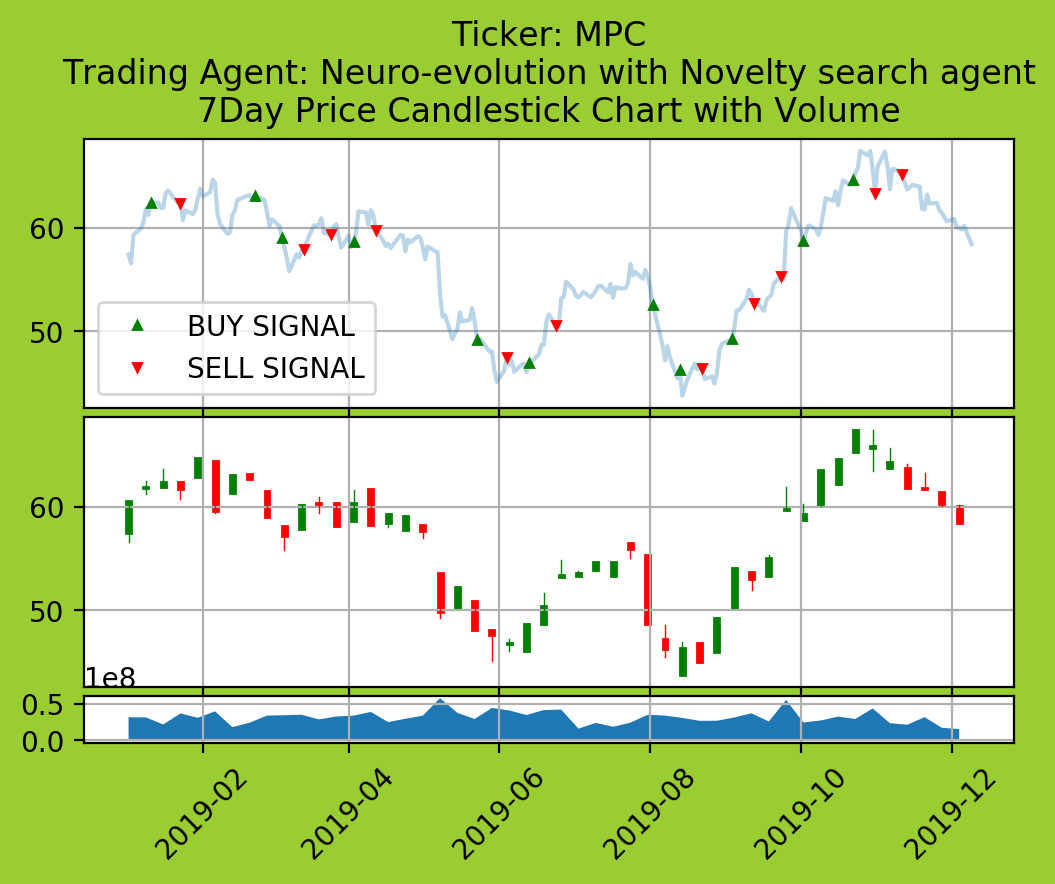 Ticker: MPC
Trading Agent: Neuro-evolution with Novelty search agent
7Day Price Candlestick Chart with Volume
60
50
BUY SIGNAL
SELL SIGNAL
60
50
1e8
0.5
0.0
2019-02
2019-04
2019-06
2019-08
2019-10
2019-12